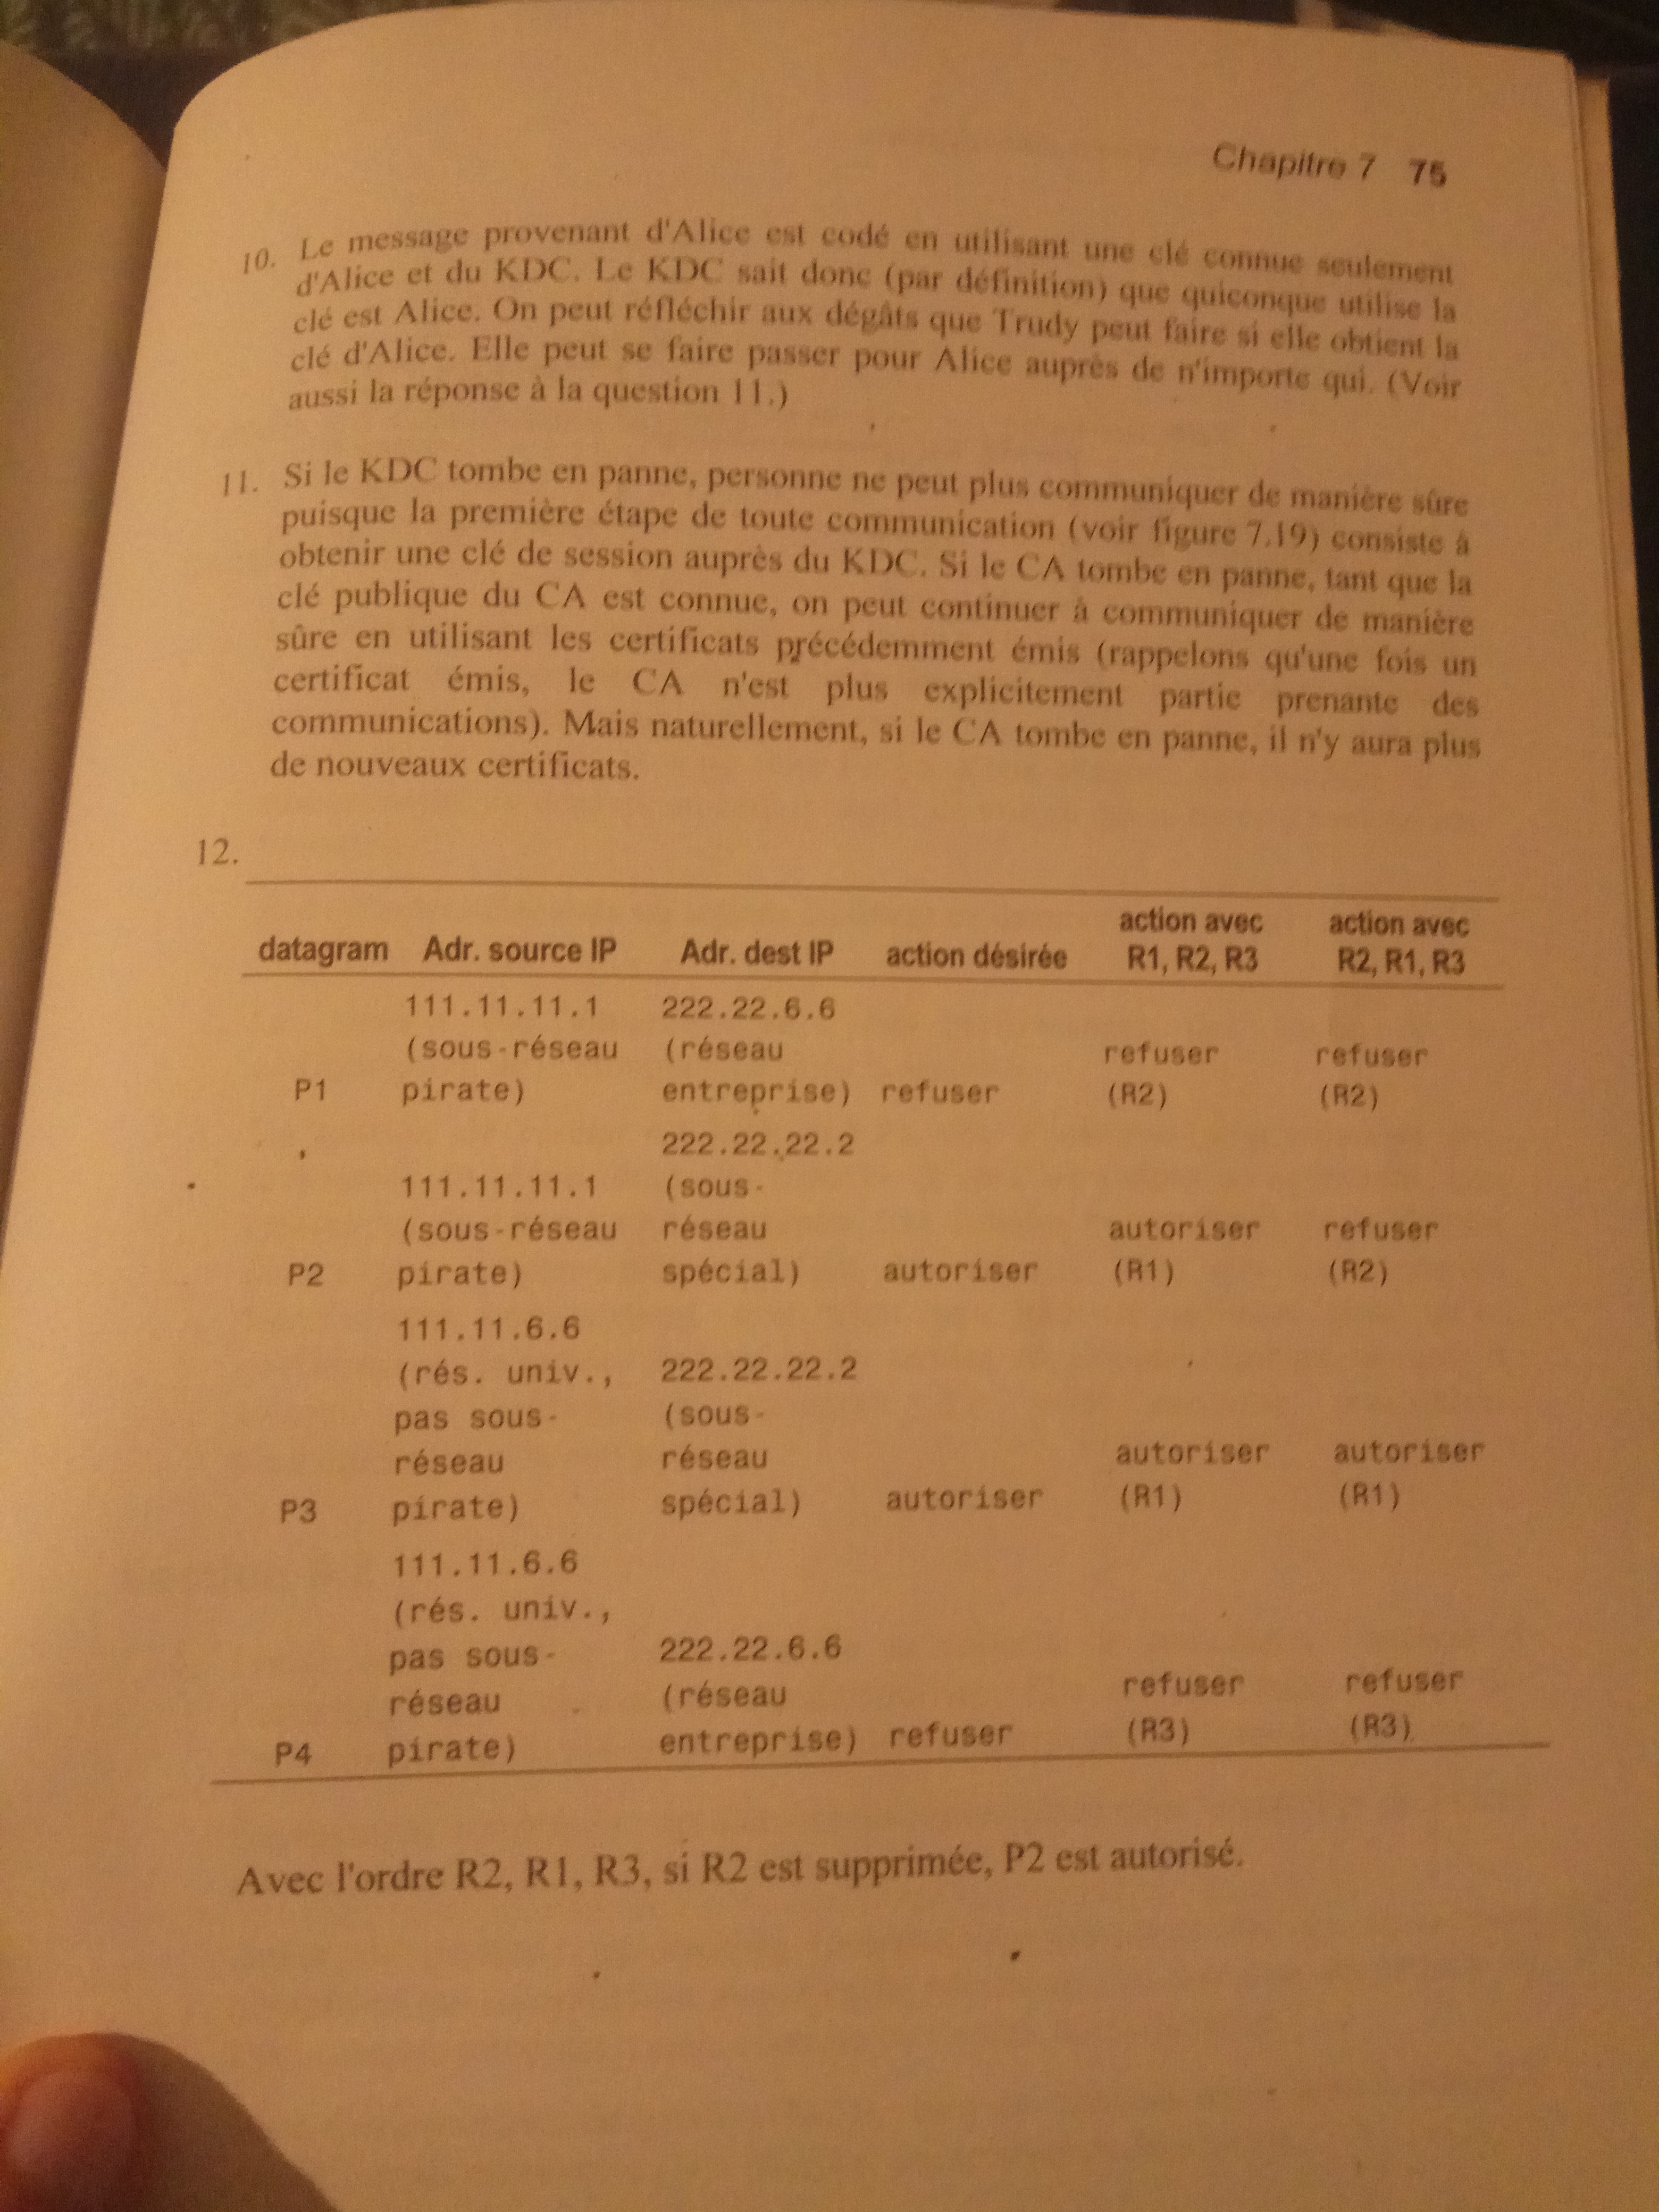 Chapitre 7 75
10. Le message provenant d'Alice est codé en utilisant une clé connue seulement
d'Alice et du KDC. Le KDC sait donc (par définition) que quiconque utilise la
clé est Alice. On peut réfléchir aux dégâts que Trudy peut faire si elle obtient la
clé d'Alice. Elle peut se faire passer pour Alice auprès de n'importe qui. (Voir
aussi la réponse à la question 11.)
11. Si le KDC tombe en panne, personne ne peut plus communiquer de manière sûre
puisque la première étape de toute communication (voir figure 7.19) consiste à
obtenir une clé de session auprès du KDC. Si le CA tombe en panne, tant que la
clé publique du CA est connue, on peut continuer à communiquer de manière
sûre en utilisant les certificats précédemment émis (rappelons qu'une fois un
certificat émis, le CA n'est plus explicitement partie prenante des
communications). Mais naturellement, si le CA tombe en panne, il n'y aura plus
de nouveaux certificats.
12.
action avec action avec
datagram Adr. source IP Adr. dest IP action désirée R1, R2, R3 R2, R1, R3
111.11.11.1 222.22.6.6
(sous-réseau (réseau refuser refuser
P1 pirate) entreprise) refuser (R2) (R2)
222.22.22.2
111.11.11.1 (sous-
(sous-réseau réseau autoriser refuser
P2 pirate) spécial) autoriser (R1) (R2)
111.11.6.6
(rés. univ., 222.22.22.2
pas sous- (sous-
réseau réseau autoriser autoriser
P3 pirate) spécial) autoriser (R1) (R1)
111.11.6.6
(rés. univ.,
pas sous- 222.22.6.6
réseau (réseau refuser refuser
P4 pirate) entreprise) refuser (R3) (R3)
Avec l'ordre R2, R1, R3, si R2 est supprimée, P2 est autorisé.